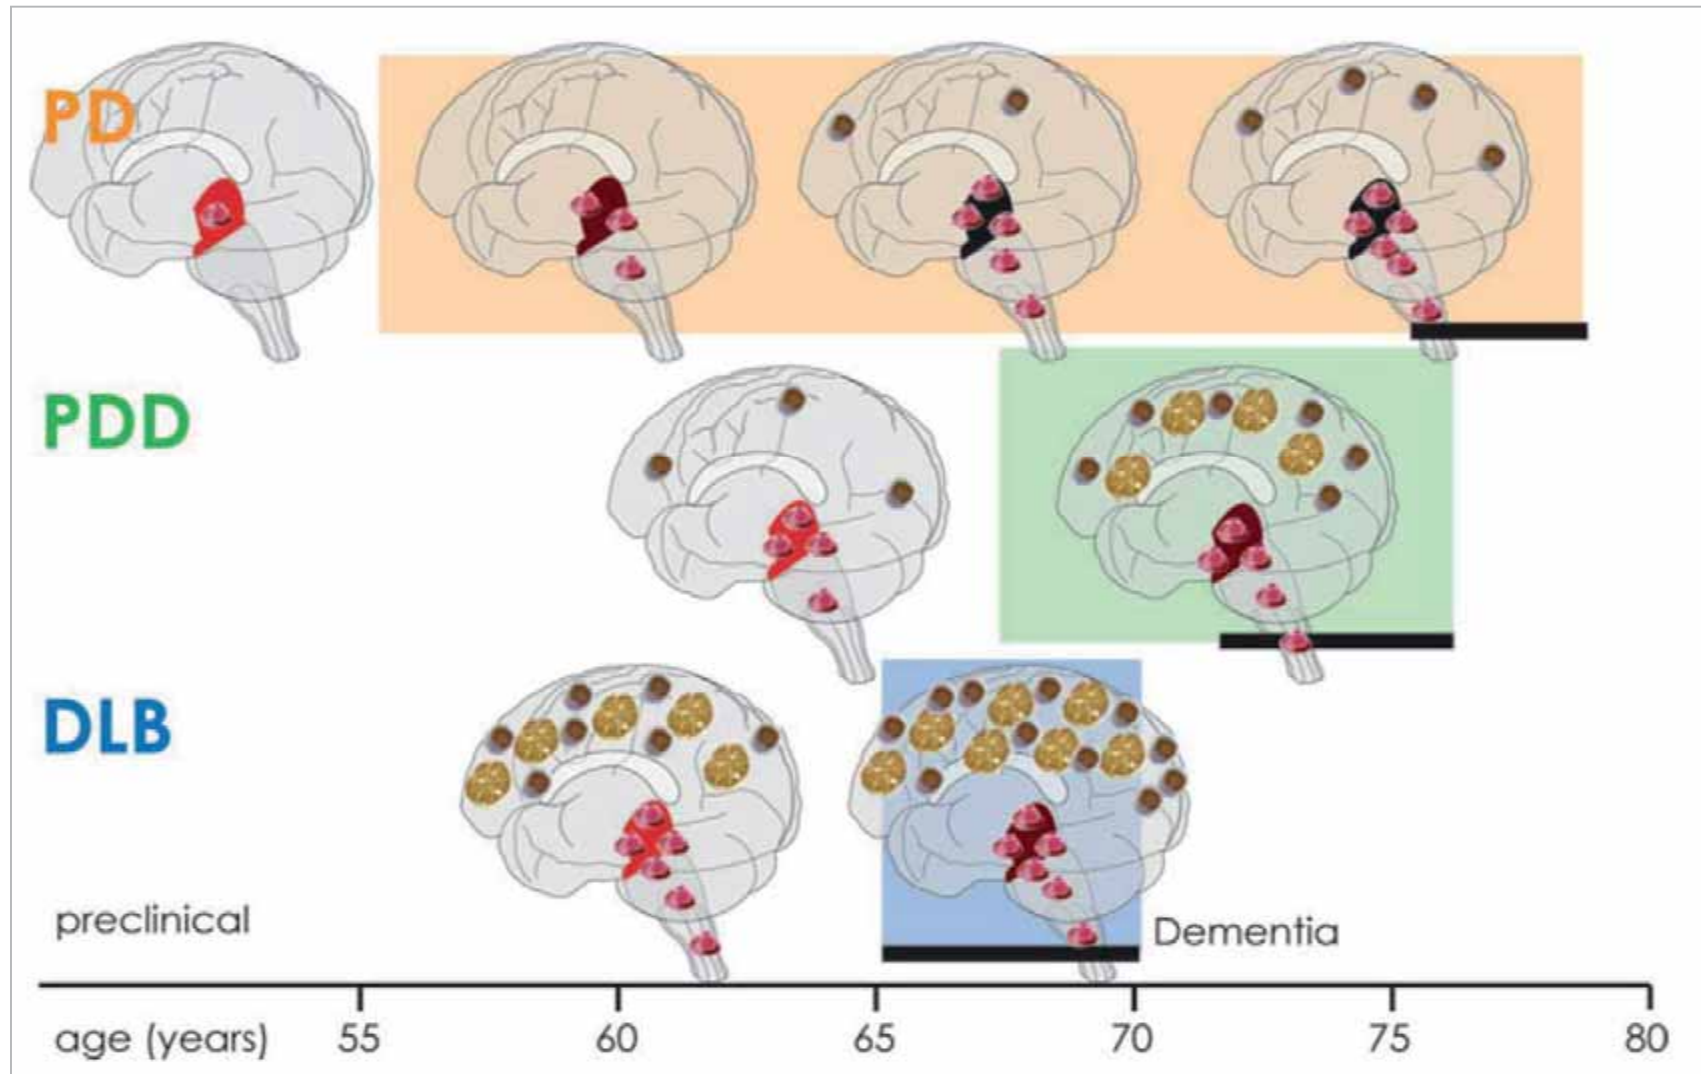 PD
PDD
DLB
preclinical
Dementia
age (years) 55 60 65 70 75 80